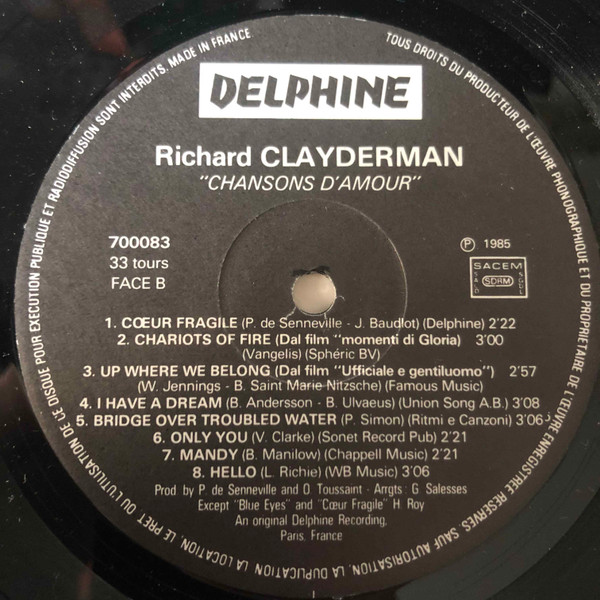 TOUS DROITS DU PRODUCTEUR DE L'ŒUVRE PHONOGRAPHIQUE ET DU PROPRIETAIRE DE L'ŒUVRE ENREGISTREE RESERVES. SAUF AUTORISATION, LA DUPLICATION, LA LOCATION, LE PRET OU L'UTILISATION DE CE DISQUE POUR EXECUTION PUBLIQUE ET RADIODIFFUSION SONT INTERDITS. MADE IN FRANCE
DELPHINE
Richard CLAYDERMAN
"CHANSONS D'AMOUR"
700083
33 tours
FACE B
Ⓟ 1985
SACEM
SACD SDRM SGDL
1. CŒUR FRAGILE (P. de Senneville - J. Baudlot) (Delphine) 2'22
2. CHARIOTS OF FIRE (Dal film "momenti di Gloria) 3'00
(Vangelis) (Sphéric BV)
3. UP WHERE WE BELONG (Dal film "Ufficiale e gentiluomo") 2'57
(W. Jennings - B. Saint Marie Nitzsche) (Famous Music)
4. I HAVE A DREAM (B. Andersson - B. Ulvaeus) (Union Song A.B.) 3'08
5. BRIDGE OVER TROUBLED WATER (P. Simon) (Ritmi e Canzoni) 3'06
6. ONLY YOU (V. Clarke) (Sonet Record Pub) 2'21
7. MANDY (B. Manilow) (Chappell Music) 2'21
8. HELLO (L. Richie) (WB Music) 3'06
Prod. by P. de Senneville and O. Toussaint - Arrgts : G. Salesses
Except "Blue Eyes" and "Cœur Fragile" H. Roy
An original Delphine Recording,
Paris, France